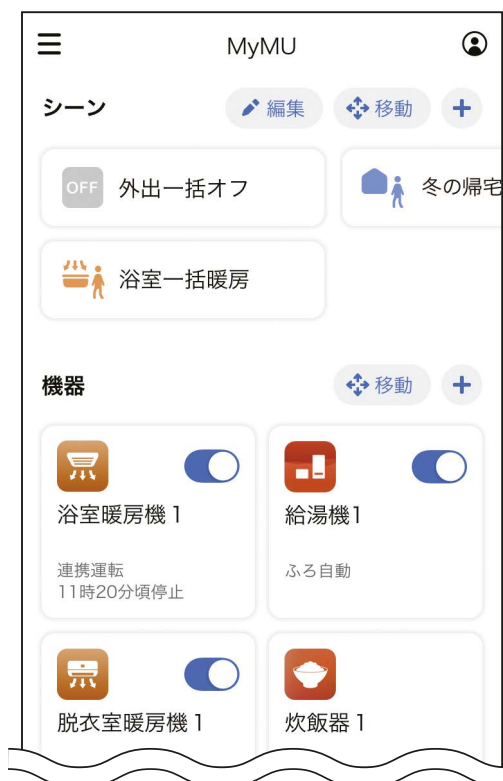 MyMU
シーン
編集
移動
OFF
外出一括オフ
冬の帰宅
浴室一括暖房
機器
移動
浴室暖房機 1
連携運転
11時20分頃停止
給湯機1
ふろ自動
脱衣室暖房機 1
炊飯器 1